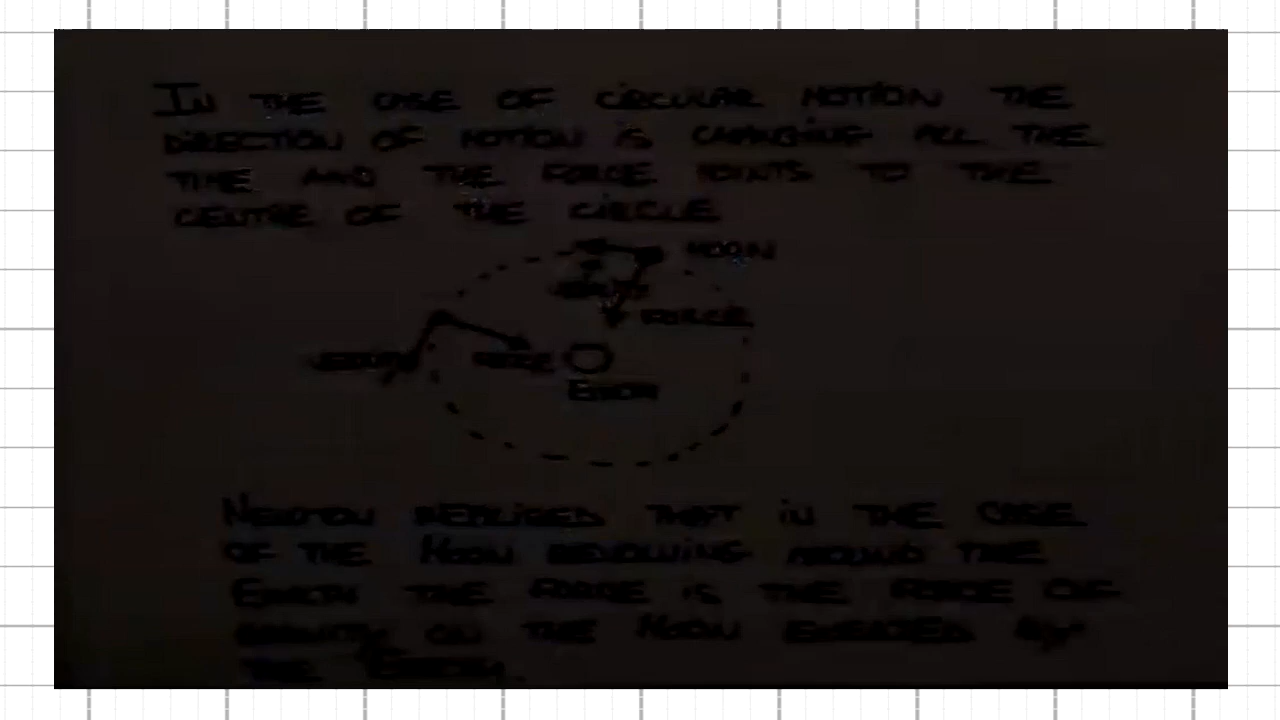 IN THE CASE OF CIRCULAR MOTION THE
DIRECTION OF MOTION IS CHANGING ALL THE
TIME AND THE FORCE POINTS TO THE
CENTRE OF THE CIRCLE
MOON
FORCE
FORCE
EARTH
NEWTON REALISED THAT IN THE CASE
OF THE MOON REVOLVING AROUND THE
EARTH THE FORCE IS THE FORCE OF
GRAVITY ON THE MOON EXERTED by
THE EARTH.